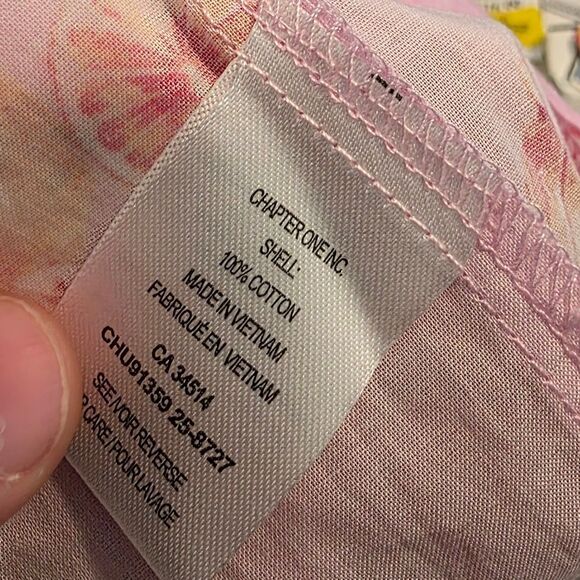 CHAPTER ONE INC.
SHELL:
100% COTTON
MADE IN VIETNAM
FABRIQUÉ EN VIETNAM
CA 34514
CHU91359 25-8727
SEE/VOIR REVERSE
CARE/POUR LAVAGE